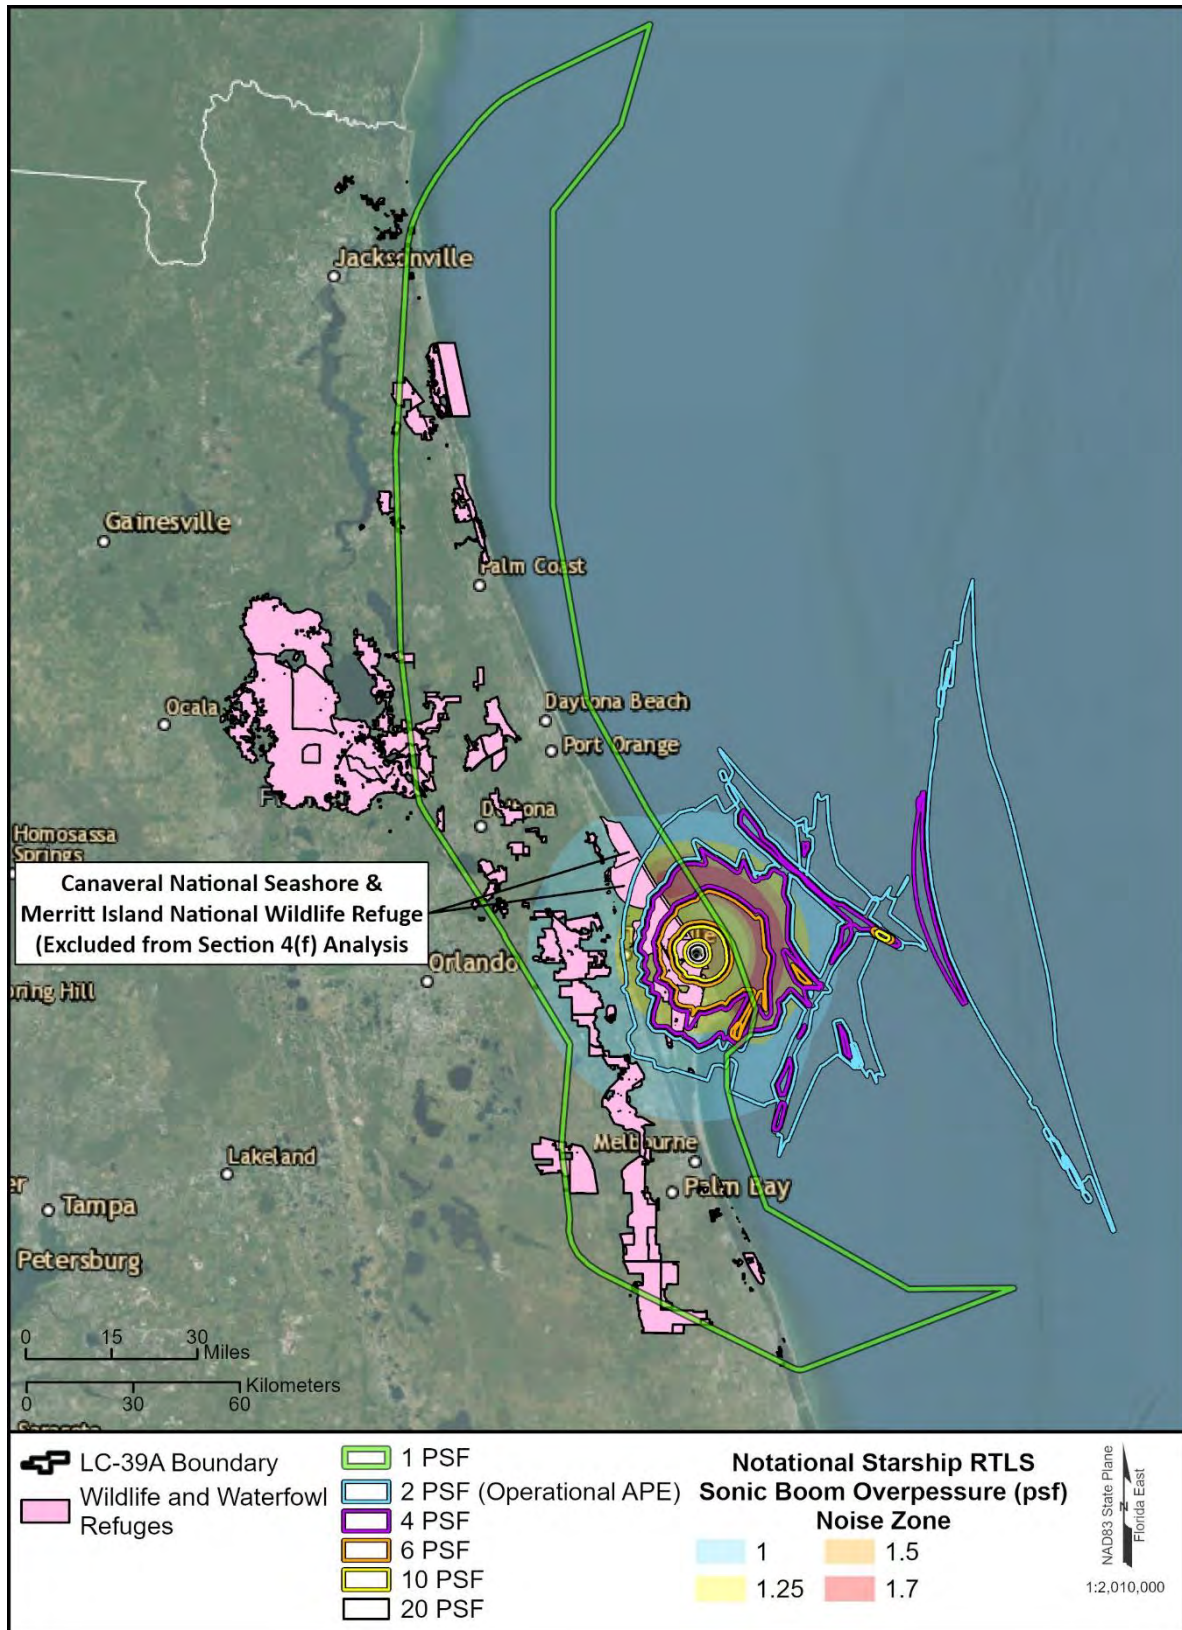 Jacksonville
Gainesville
Palm Coast
Ocala
Daytona Beach
Port Orange
Homosassa
Springs
Canaveral National Seashore &
Merritt Island National Wildlife Refuge
(Excluded from Section 4(f) Analysis
Orlando
ring Hill
Melbourne
Lakeland
Palm Bay
Tampa
Petersburg
0 15 30
Miles
Kilometers
0 30 60
LC-39A Boundary
Wildlife and Waterfowl
Refuges
1 PSF
2 PSF (Operational APE)
4 PSF
6 PSF
10 PSF
20 PSF
Notational Starship RTLS
Sonic Boom Overpressure (psf)
Noise Zone
1 1.5
1.25 1.7
NAD83 State Plane
Florida East
N
1:2,010,000